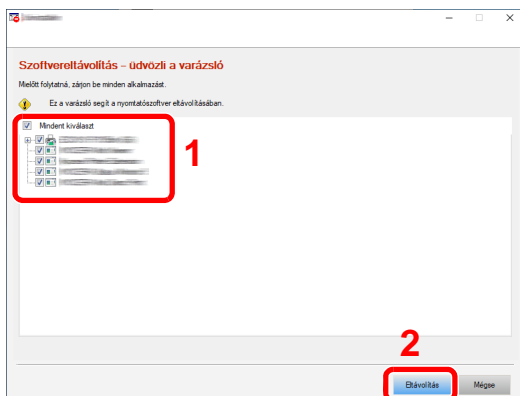 Szoftvereltávolítás – üdvözli a varázsló
Mielőtt folytatná, zárjon be minden alkalmazást.
Ez a varázsló segít a nyomtatószoftver eltávolításában.
Mindent kiválaszt
1
2
Eltávolítás Mégse